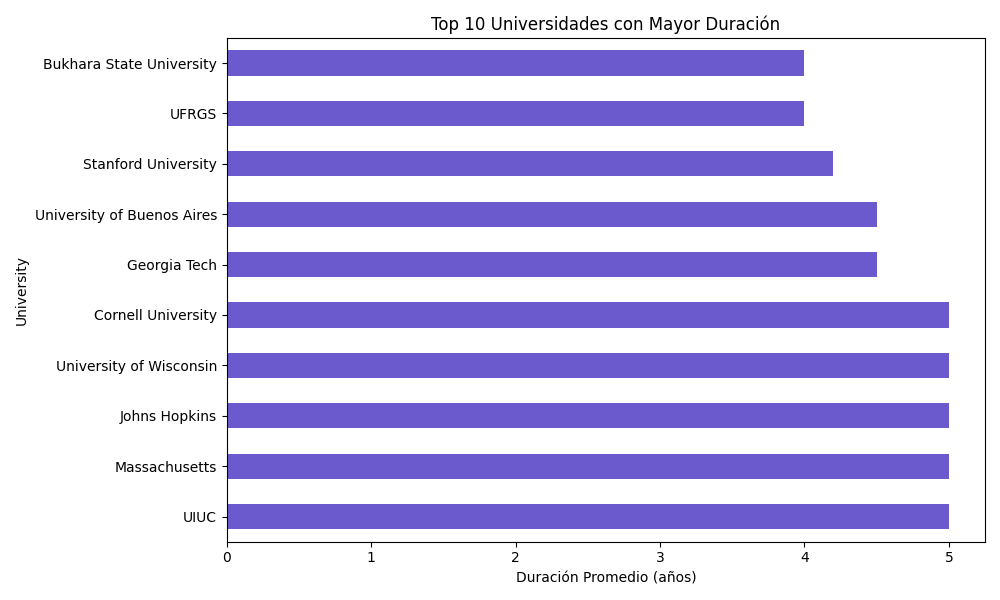 Top 10 Universidades con Mayor Duración
Bukhara State University
UFRGS
Stanford University
University of Buenos Aires
Georgia Tech
Cornell University
University of Wisconsin
Johns Hopkins
Massachusetts
UIUC
University
0 1 2 3 4 5
Duración Promedio (años)